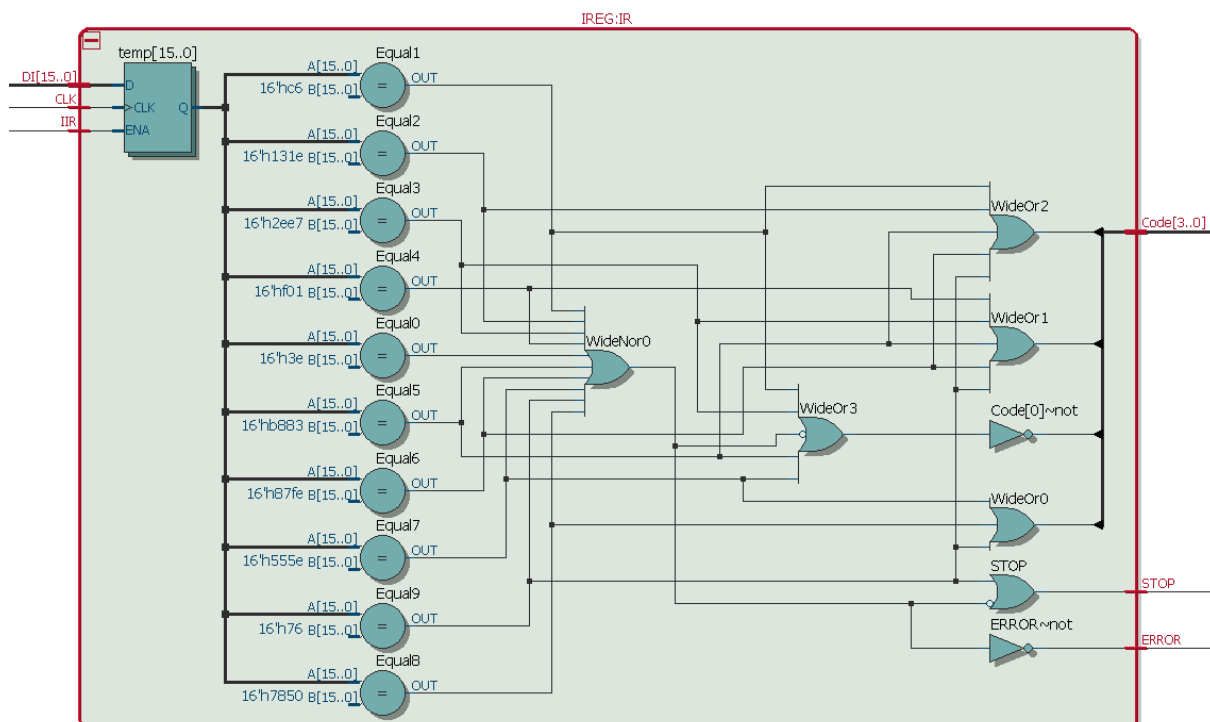 IREG:IR
temp[15..0]
DI[15..0]
CLK
IIR
D
>CLK
Q
ENA
Equal1
A[15..0]
OUT
16'hc6 B[15..0]
=
Equal2
A[15..0]
OUT
16'h131e B[15..0]
=
Equal3
A[15..0]
OUT
16'h2ee7 B[15..0]
=
Equal4
A[15..0]
OUT
16'hf01 B[15..0]
=
Equal0
A[15..0]
OUT
16'h3e B[15..0]
=
Equal5
A[15..0]
OUT
16'hb883 B[15..0]
=
Equal6
A[15..0]
OUT
16'h87fe B[15..0]
=
Equal7
A[15..0]
OUT
16'h555e B[15..0]
=
Equal9
A[15..0]
OUT
16'h76 B[15..0]
=
Equal8
A[15..0]
OUT
16'h7850 B[15..0]
=
WideNor0
WideOr3
WideOr2
WideOr1
Code[0]~not
WideOr0
STOP
ERROR~not
Code[3..0]
STOP
ERROR